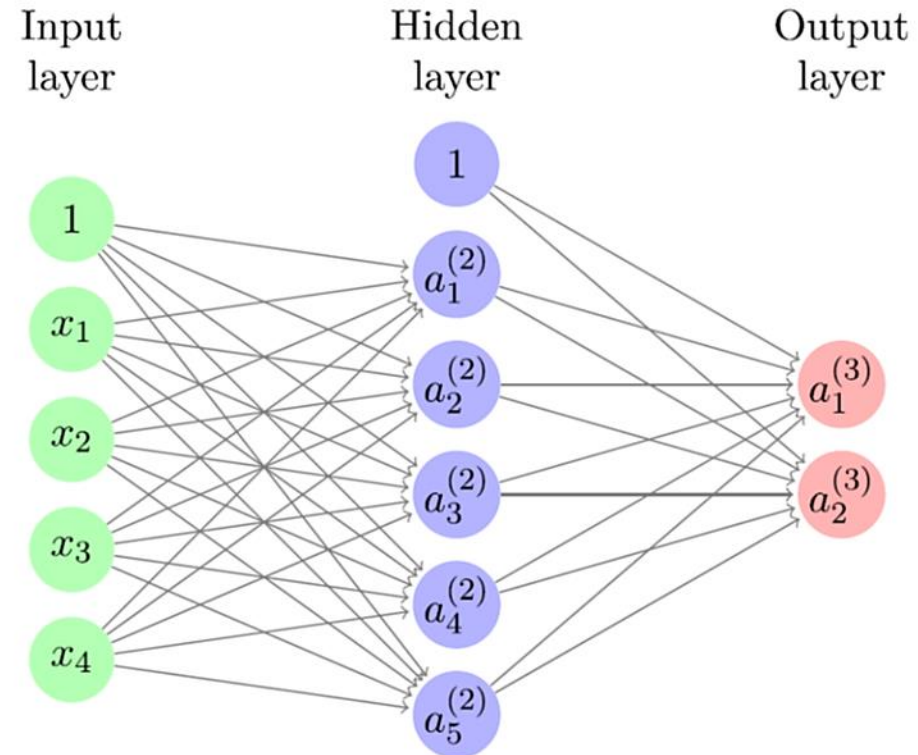 Input
layer
Hidden
layer
Output
layer
1
x₁
x₂
x₃
x₄
1
a₁⁽²⁾
a₂⁽²⁾
a₃⁽²⁾
a₄⁽²⁾
a₅⁽²⁾
a₁⁽³⁾
a₂⁽³⁾